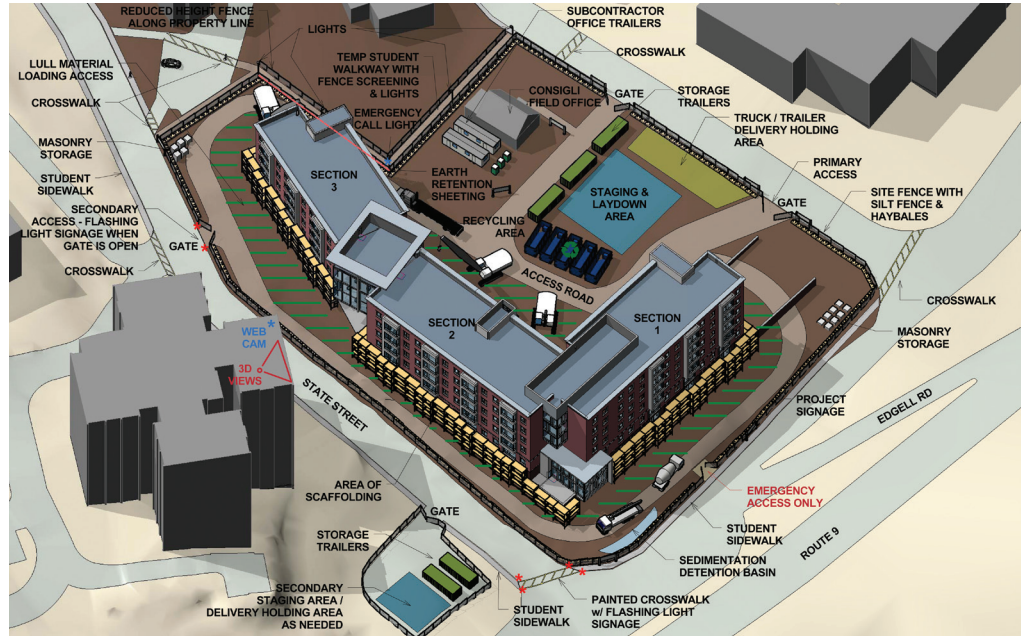 REDUCED HEIGHT FENCE
ALONG PROPERTY LINE
LIGHTS
SUBCONTRACTOR
OFFICE TRAILERS
CROSSWALK
LULL MATERIAL
LOADING ACCESS
TEMP STUDENT
WALKWAY WITH
FENCE SCREENING
& LIGHTS
CONSIGLI
FIELD OFFICE
GATE
STORAGE
TRAILERS
CROSSWALK
EMERGENCY
CALL LIGHT
TRUCK / TRAILER
DELIVERY HOLDING
AREA
MASONRY
STORAGE
PRIMARY
ACCESS
STUDENT
SIDEWALK
SECTION
3
EARTH
RETENTION
SHEETING
STAGING &
LAYDOWN
AREA
SITE FENCE WITH
SILT FENCE &
HAYBALES
SECONDARY
ACCESS - FLASHING
LIGHT SIGNAGE WHEN
GATE IS OPEN
GATE
RECYCLING
AREA
GATE
CROSSWALK
ACCESS ROAD
CROSSWALK
SECTION
2
SECTION
1
MASONRY
STORAGE
WEB
CAM
3D
VIEWS
STATE STREET
PROJECT
SIGNAGE
EDGELL RD
AREA OF
SCAFFOLDING
EMERGENCY
ACCESS ONLY
GATE
STUDENT
SIDEWALK
ROUTE 9
STORAGE
TRAILERS
SEDIMENTATION
DETENTION BASIN
SECONDARY
STAGING AREA /
DELIVERY HOLDING AREA
AS NEEDED
STUDENT
SIDEWALK
PAINTED CROSSWALK
w/ FLASHING LIGHT
SIGNAGE